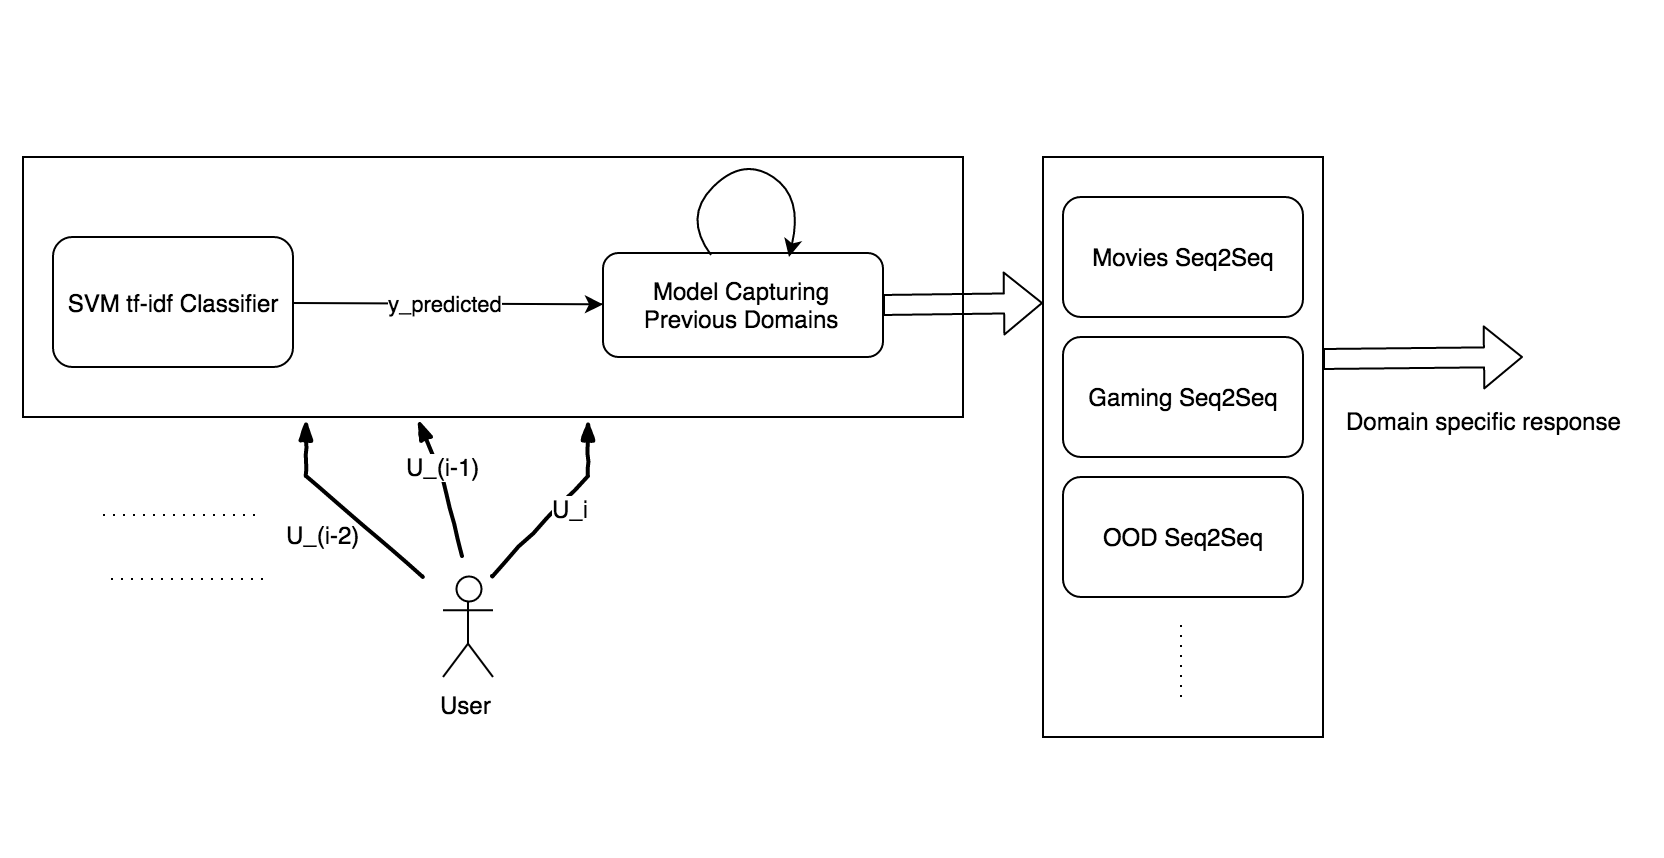 SVM tf-idf Classifier
y_predicted
Model Capturing
Previous Domains
Movies Seq2Seq
Gaming Seq2Seq
OOD Seq2Seq
Domain specific response
U_(i-2)
U_(i-1)
U_i
User